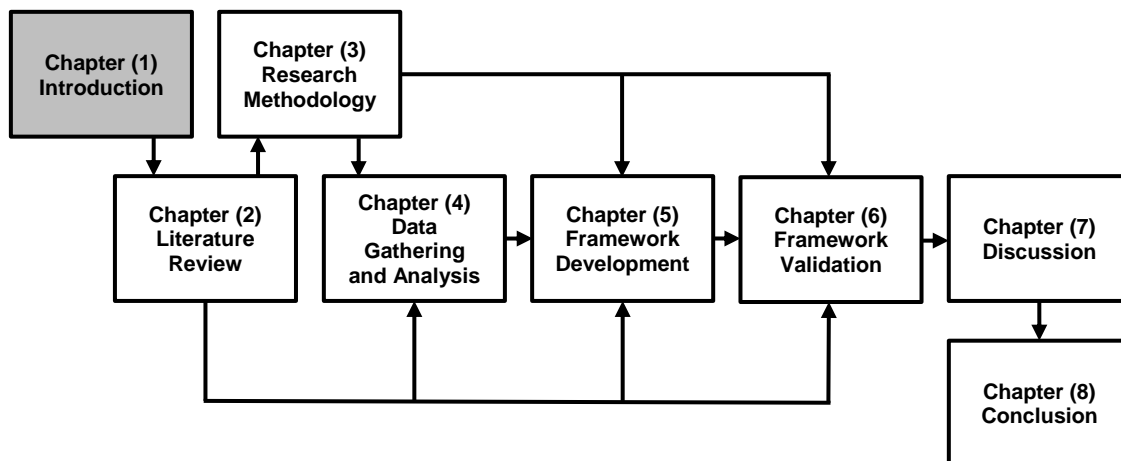 Chapter (1)
Introduction
Chapter (3)
Research
Methodology
Chapter (2)
Literature
Review
Chapter (4)
Data
Gathering
and Analysis
Chapter (5)
Framework
Development
Chapter (6)
Framework
Validation
Chapter (7)
Discussion
Chapter (8)
Conclusion